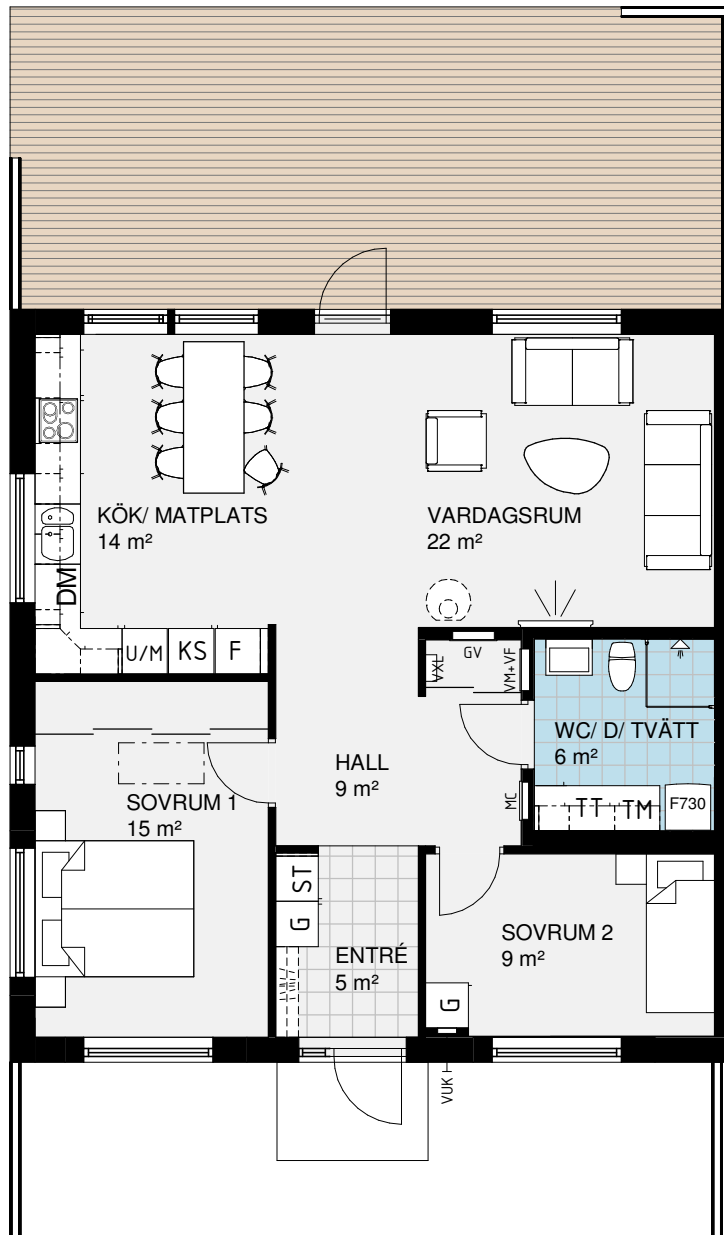 KÖK/ MATPLATS
14 m²
VARDAGSRUM
22 m²
DM
U/M
KS
F
VXL
GV
VM+VF
WC/ D/ TVÄTT
6 m²
HALL
9 m²
SOVRUM 1
15 m²
MC
TT
TM
F730
ST
G
ENTRÉ
5 m²
SOVRUM 2
9 m²
G
VUK